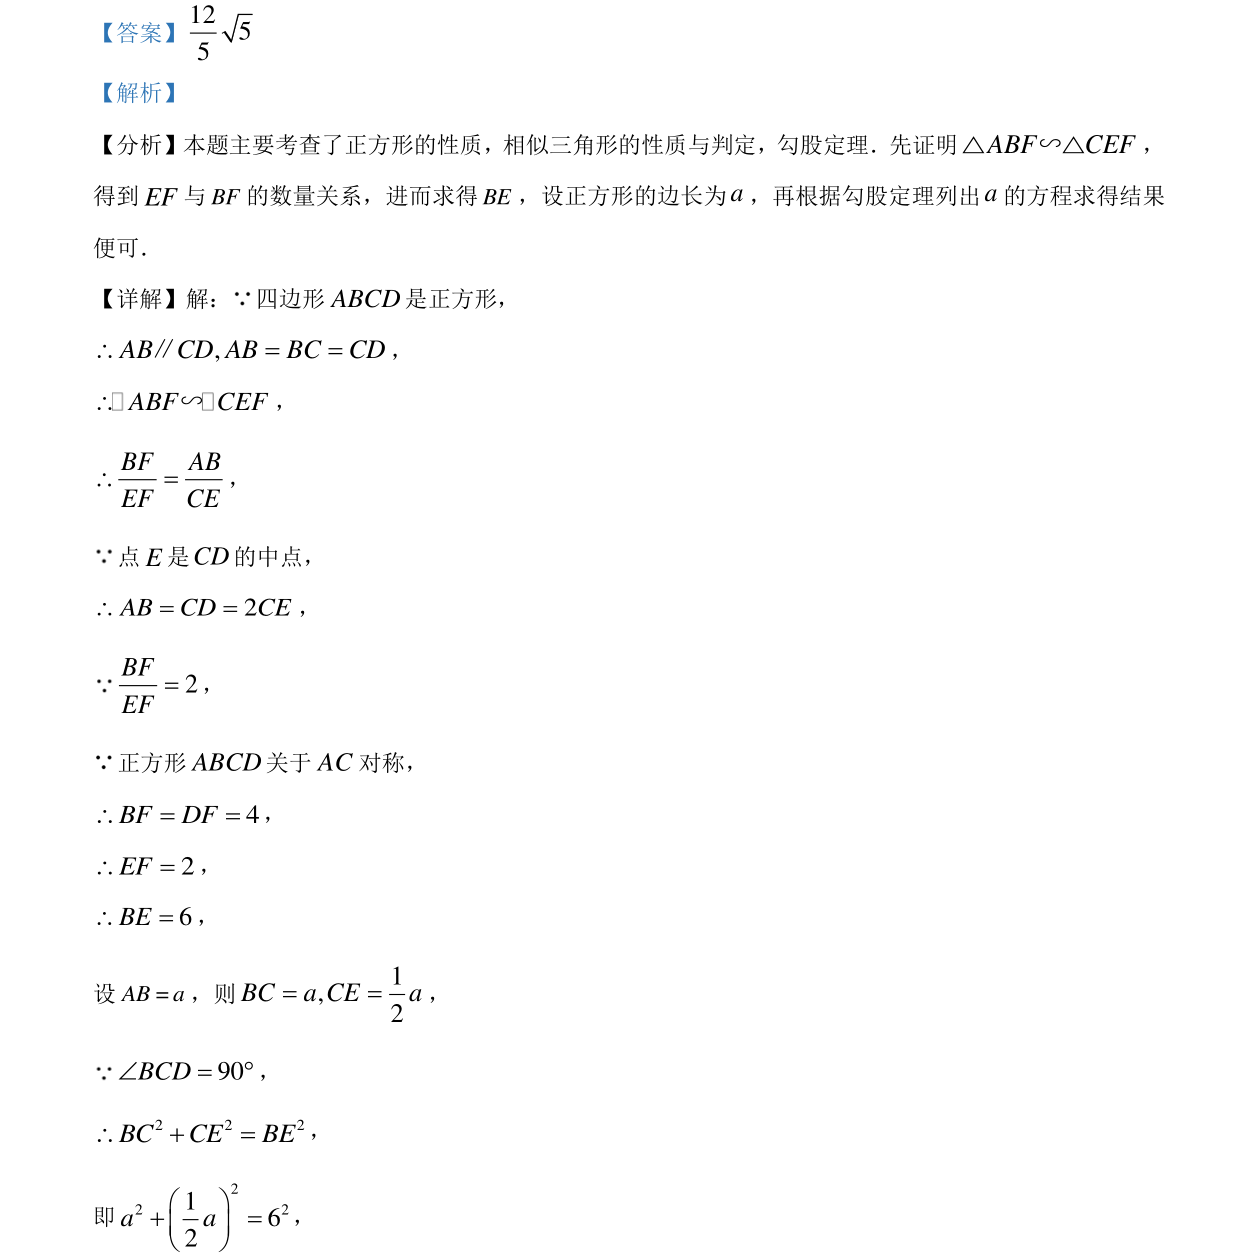 【答案】12/5√5
【解析】
【分析】本题主要考查了正方形的性质，相似三角形的性质与判定，勾股定理．先证明△ABF∽△CEF，
得到EF与BF的数量关系，进而求得BE，设正方形的边长为a，再根据勾股定理列出a的方程求得结果
便可．
【详解】解：∵四边形ABCD是正方形，
∴AB∥CD,AB=BC=CD，
∴□ABF∽□CEF，
∴BF/EF=AB/CE，
∵点E是CD的中点，
∴AB=CD=2CE，
∵BF/EF=2，
∵正方形ABCD关于AC对称，
∴BF=DF=4，
∴EF=2，
∴BE=6，
设AB=a，则BC=a,CE=1/2a，
∵∠BCD=90°，
∴BC²+CE²=BE²，
即a²+(1/2a)²=6²，